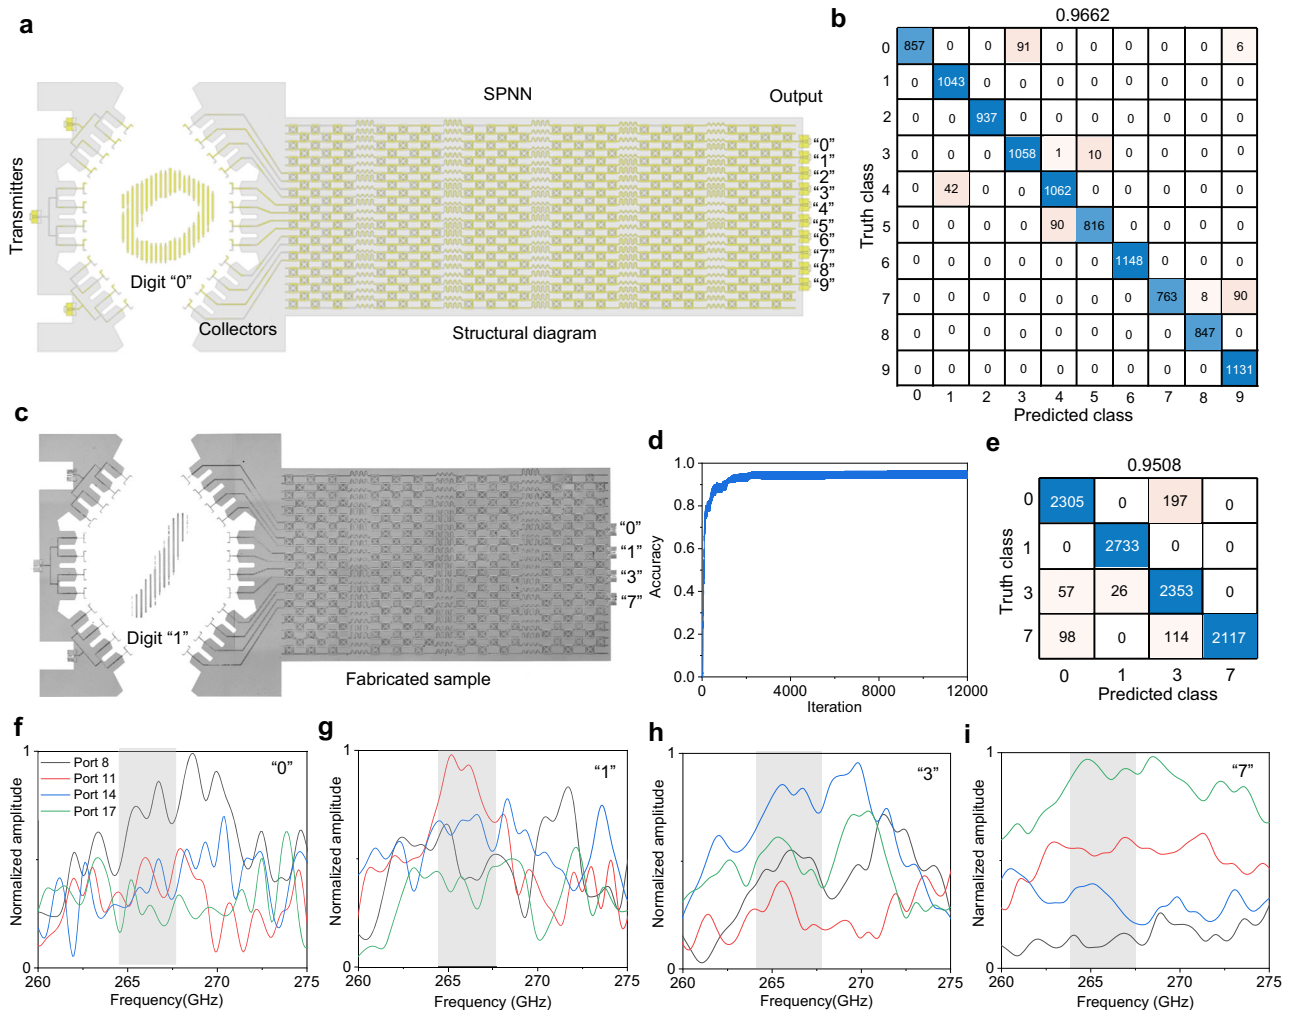 a
SPNN
Output
Transmitters
Digit “0”
Collectors
Structural diagram
“0”
“1”
“2”
“3”
“4”
“5”
“6”
“7”
“8”
“9”
b
0.9662
Truth class
0 857 0 0 91 0 0 0 0 0 6
1 0 1043 0 0 0 0 0 0 0 0
2 0 0 937 0 0 0 0 0 0 0
3 0 0 0 1058 1 10 0 0 0 0
4 0 42 0 0 1062 0 0 0 0 0
5 0 0 0 0 90 816 0 0 0 0
6 0 0 0 0 0 0 1148 0 0 0
7 0 0 0 0 0 0 0 763 8 90
8 0 0 0 0 0 0 0 0 847 0
9 0 0 0 0 0 0 0 0 0 1131
0 1 2 3 4 5 6 7 8 9
Predicted class
c
Digit “1”
“0”
“1”
“3”
“7”
Fabricated sample
d
Accuracy
1.0
0.8
0.6
0.4
0.2
0.0
0 4000 8000 12000
Iteration
e
0.9508
Truth class
0 2305 0 197 0
1 0 2733 0 0
3 57 26 2353 0
7 98 0 114 2117
0 1 3 7
Predicted class
f
“0”
Port 8
Port 11
Port 14
Port 17
Normalized amplitude
1
0
260 265 270 275
Frequency(GHz)
g
“1”
Normalized amplitude
1
0
260 265 270 275
Frequency (GHz)
h
“3”
Normalized amplitude
1
0
260 265 270 275
Frequency(GHz)
i
“7”
Narmalized amplitude
1
0
260 265 270 275
Frequency (GHz)